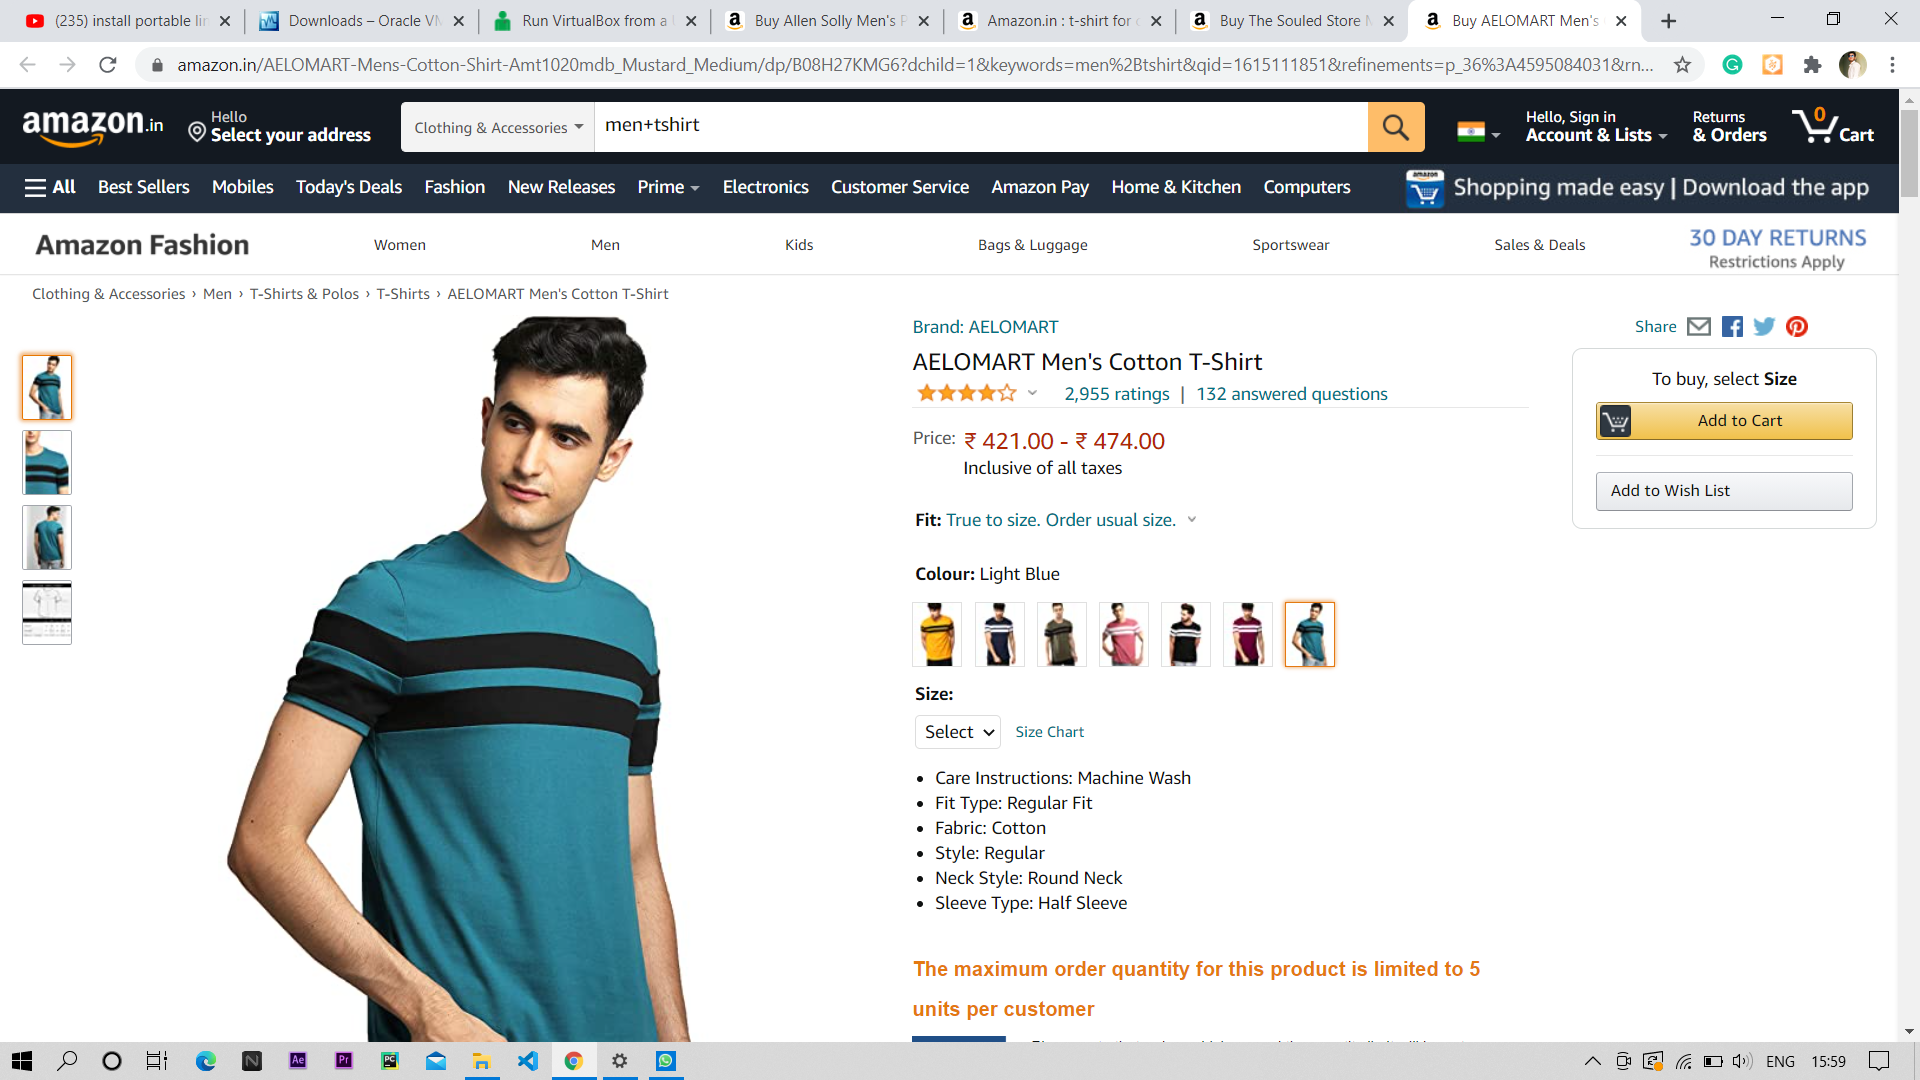 (235) install portable li
Downloads – Oracle V
Run VirtualBox from a
Buy Allen Solly Men's
Amazon.in : t-shirt for
Buy The Souled Store
Buy AELOMART Men's
amazon.in/AELOMART-Mens-Cotton-Shirt-Amt1020mdb_Mustard_Medium/dp/B08H27KMG6?dchild=1&keywords=men%2Btshirt&qid=1615111851&refinements=p_36%3A4595084031&rn...
amazon.in
Hello
Select your address
Clothing & Accessories
men+tshirt
Hello, Sign in
Account & Lists
Returns
& Orders
0
Cart
All Best Sellers Mobiles Today's Deals Fashion New Releases Prime Electronics Customer Service Amazon Pay Home & Kitchen Computers
amazon
Shopping made easy | Download the app
Amazon Fashion
Women Men Kids Bags & Luggage Sportswear Sales & Deals
30 DAY RETURNS
Restrictions Apply
Clothing & Accessories › Men › T-Shirts & Polos › T-Shirts › AELOMART Men's Cotton T-Shirt
Brand: AELOMART
AELOMART Men's Cotton T-Shirt
2,955 ratings | 132 answered questions
Price: ₹ 421.00 - ₹ 474.00
Inclusive of all taxes
Fit: True to size. Order usual size.
Colour: Light Blue
Size:
Select
Size Chart
• Care Instructions: Machine Wash
• Fit Type: Regular Fit
• Fabric: Cotton
• Style: Regular
• Neck Style: Round Neck
• Sleeve Type: Half Sleeve
The maximum order quantity for this product is limited to 5
units per customer
Share
To buy, select Size
Add to Cart
Add to Wish List
N
Ae
Pr
PC
ENG
15:59